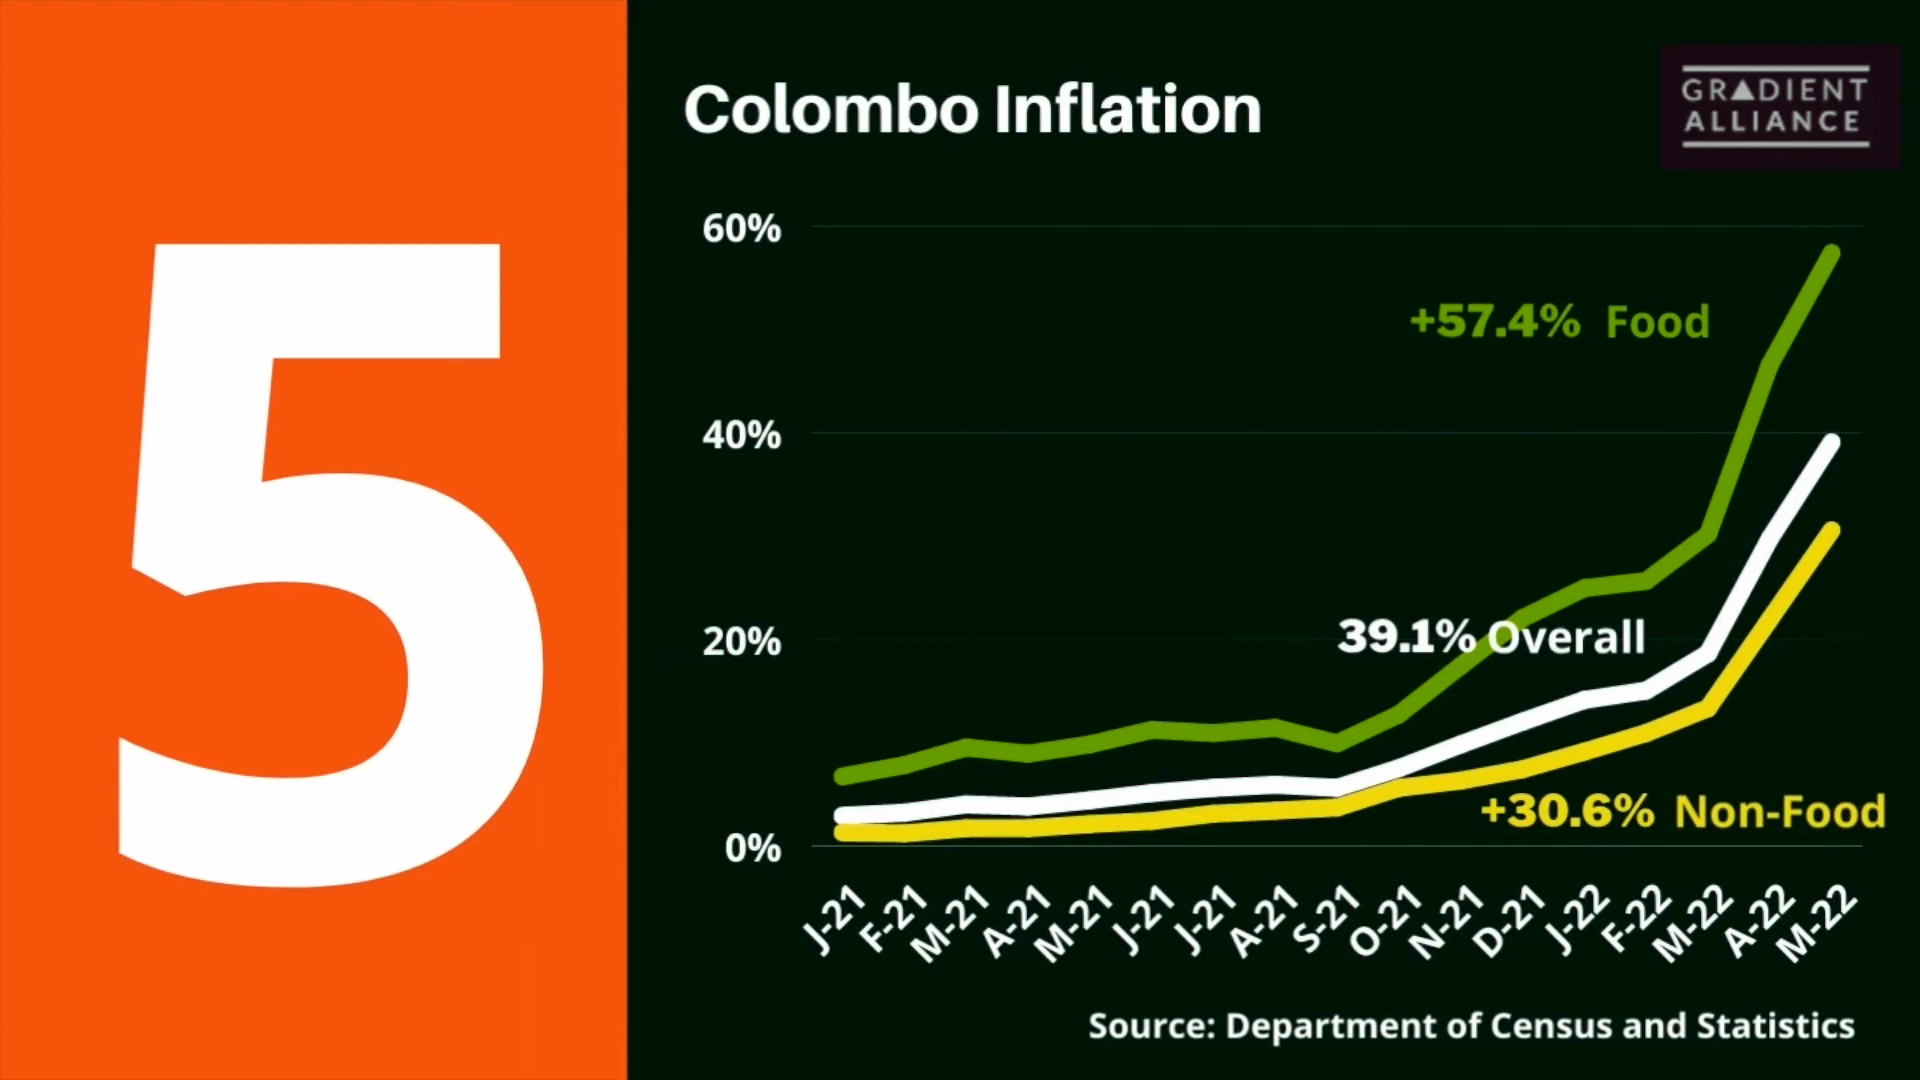 5
Colombo Inflation
GRADIENT
ALLIANCE
60%
40%
20%
0%
+57.4% Food
39.1% Overall
+30.6% Non-Food
J-21 F-21 M-21 A-21 M-21 J-21 J-21 A-21 S-21 O-21 N-21 D-21 J-22 F-22 M-22 A-22 M-22
Source: Department of Census and Statistics